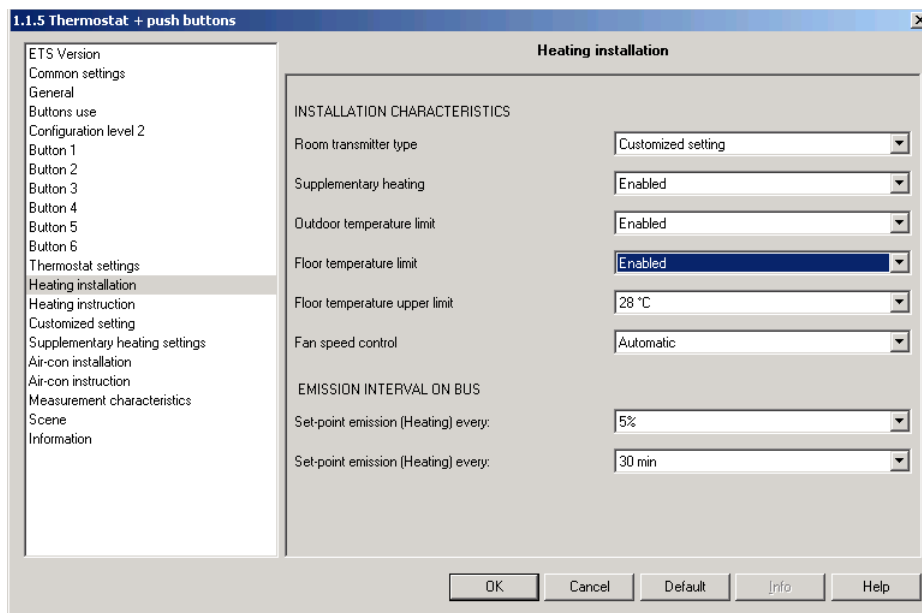 1.1.5 Thermostat + push buttons
ETS Version
Common settings
General
Buttons use
Configuration level 2
Button 1
Button 2
Button 3
Button 4
Button 5
Button 6
Thermostat settings
Heating installation
Heating instruction
Customized setting
Supplementary heating settings
Air-con installation
Air-con instruction
Measurement characteristics
Scene
Information
Heating installation
INSTALLATION CHARACTERISTICS
Room transmitter type Customized setting
Supplementary heating Enabled
Outdoor temperature limit Enabled
Floor temperature limit Enabled
Floor temperature upper limit 28 °C
Fan speed control Automatic
EMISSION INTERVAL ON BUS
Set-point emission (Heating) every: 5%
Set-point emission (Heating) every: 30 min
OK Cancel Default Info Help